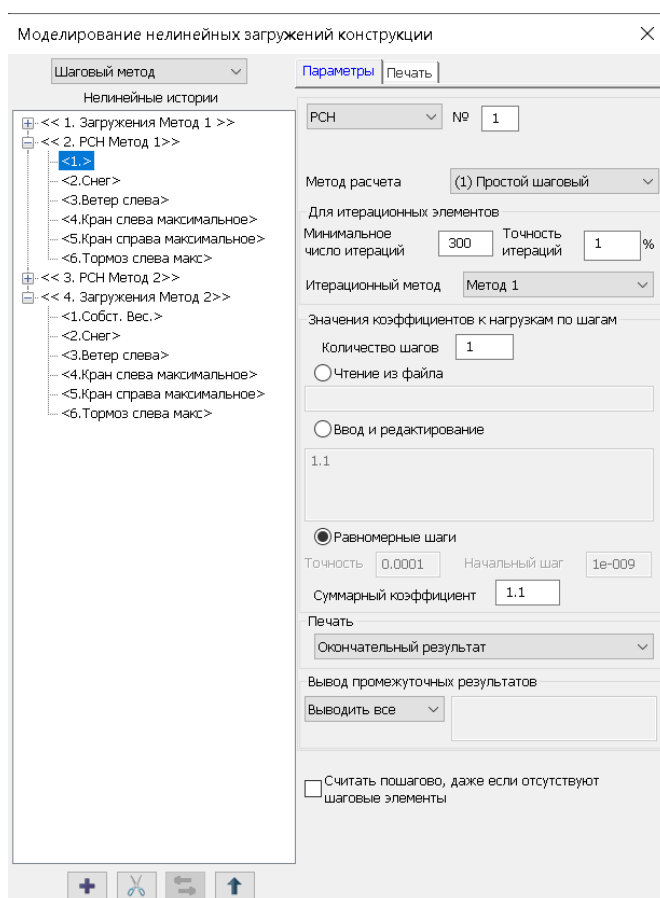 Моделирование нелинейных загружений конструкции
Шаговый метод
Нелинейные истории
<< 1. Загружения Метод 1 >>
<< 2. РСН Метод 1>>
<1.>
<2.Снег>
<3.Ветер слева>
<4.Кран слева максимальное>
<5.Кран справа максимальное>
<6.Тормоз слева макс>
<< 3. РСН Метод 2>>
<< 4. Загружения Метод 2>>
<1.Собст. Вес.>
<2.Снег>
<3.Ветер слева>
<4.Кран слева максимальное>
<5.Кран справа максимальное>
<6.Тормоз слева макс>
Параметры Печать
РСН № 1
Метод расчета (1) Простой шаговый
Для итерационных элементов
Минимальное число итераций 300 Точность итераций 1 %
Итерационный метод Метод 1
Значения коэффициентов к нагрузкам по шагам
Количество шагов 1
Чтение из файла
Ввод и редактирование
1.1
Равномерные шаги
Точность 0.0001 Начальный шаг 1e-009
Суммарный коэффициент 1.1
Печать
Окончательный результат
Вывод промежуточных результатов
Выводить все
Считать пошагово, даже если отсутствуют
шаговые элементы